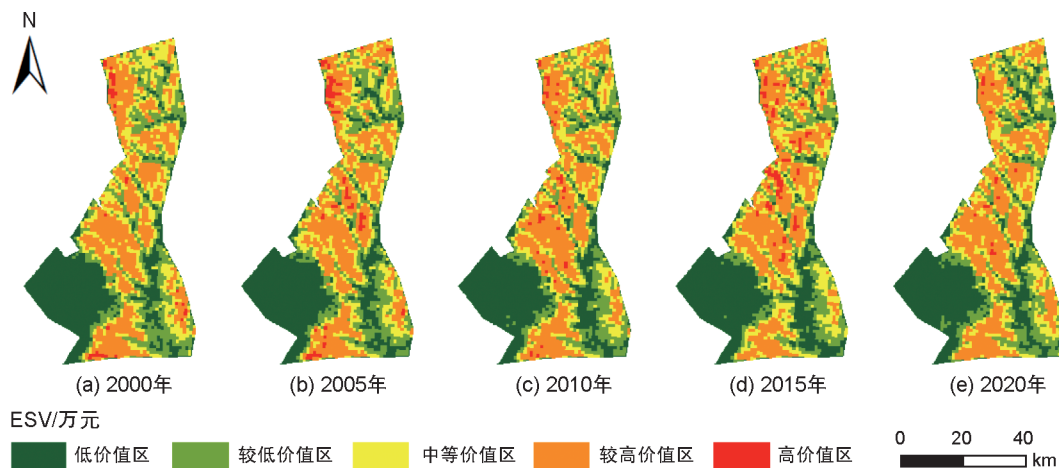 N
(a) 2000年
(b) 2005年
(c) 2010年
(d) 2015年
(e) 2020年
ESV/万元
低价值区
较低价值区
中等价值区
较高价值区
高价值区
0 20 40
km